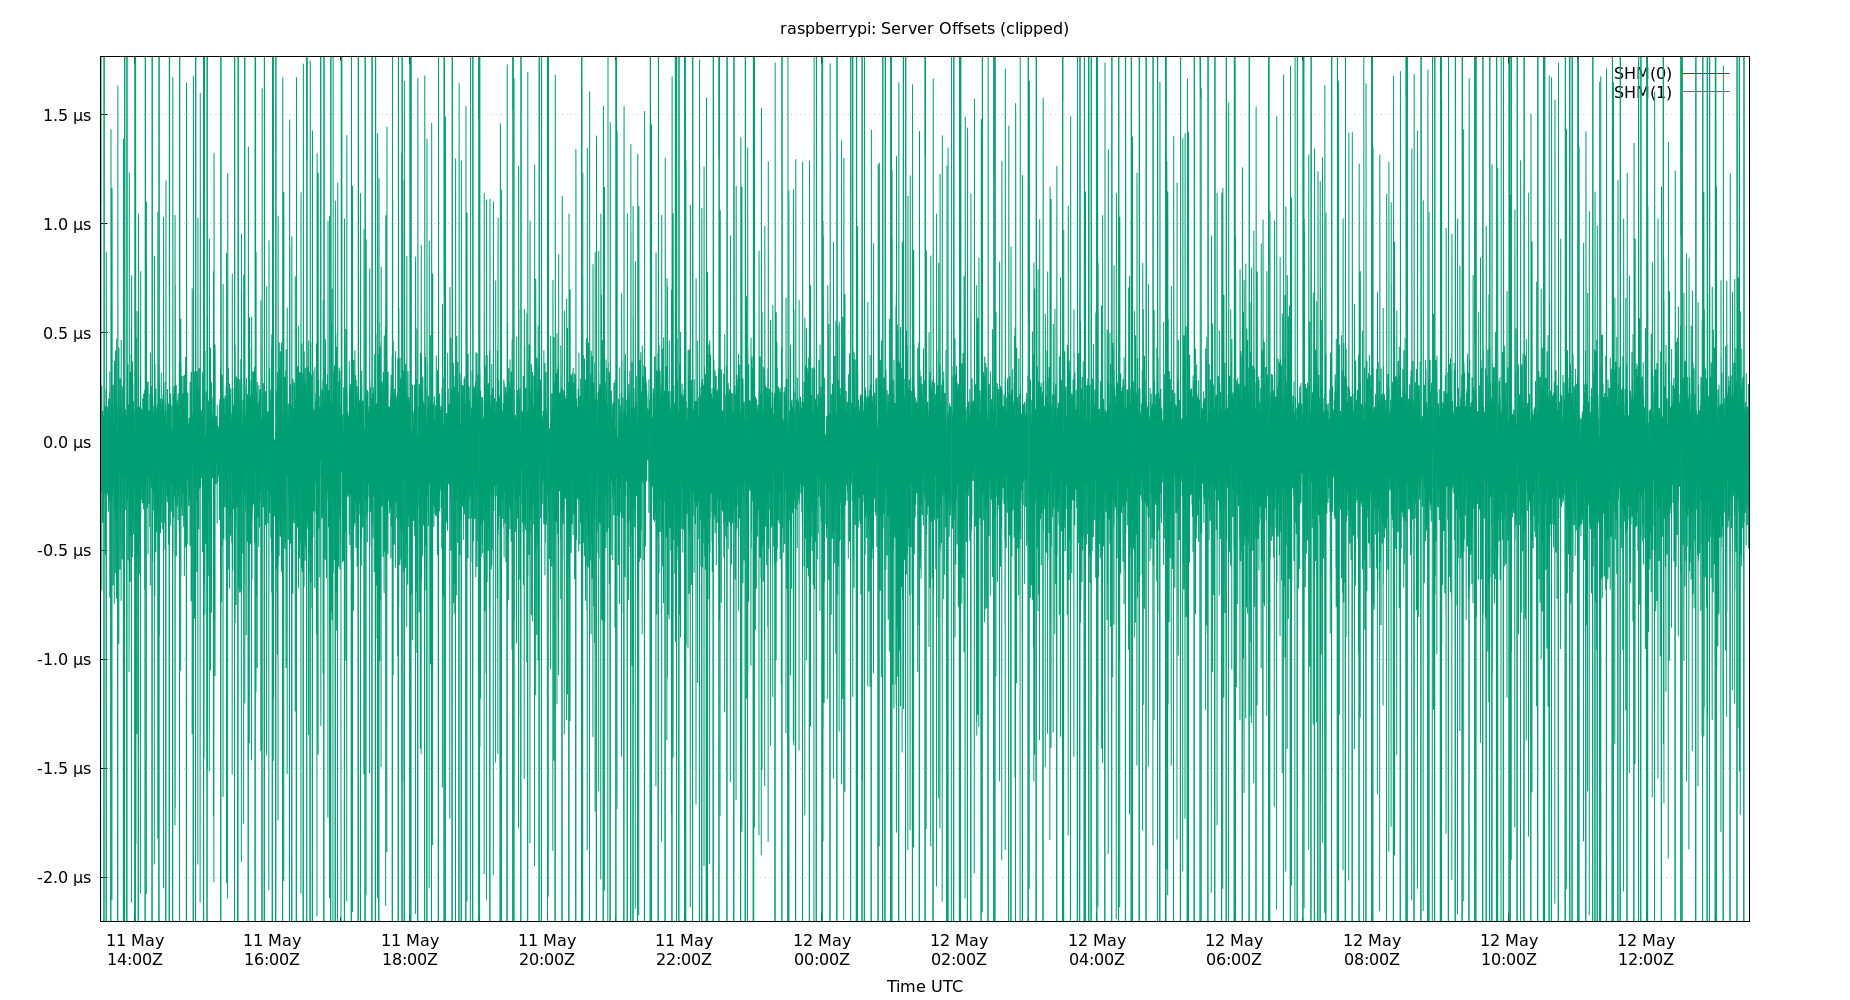 raspberrypi: Server Offsets (clipped)
SHM(0)
SHM(1)
1.5 µs
1.0 µs
0.5 µs
0.0 µs
-0.5 µs
-1.0 µs
-1.5 µs
-2.0 µs
11 May 11 May 11 May 11 May 11 May 12 May 12 May 12 May 12 May 12 May 12 May 12 May
14:00Z 16:00Z 18:00Z 20:00Z 22:00Z 00:00Z 02:00Z 04:00Z 06:00Z 08:00Z 10:00Z 12:00Z
Time UTC